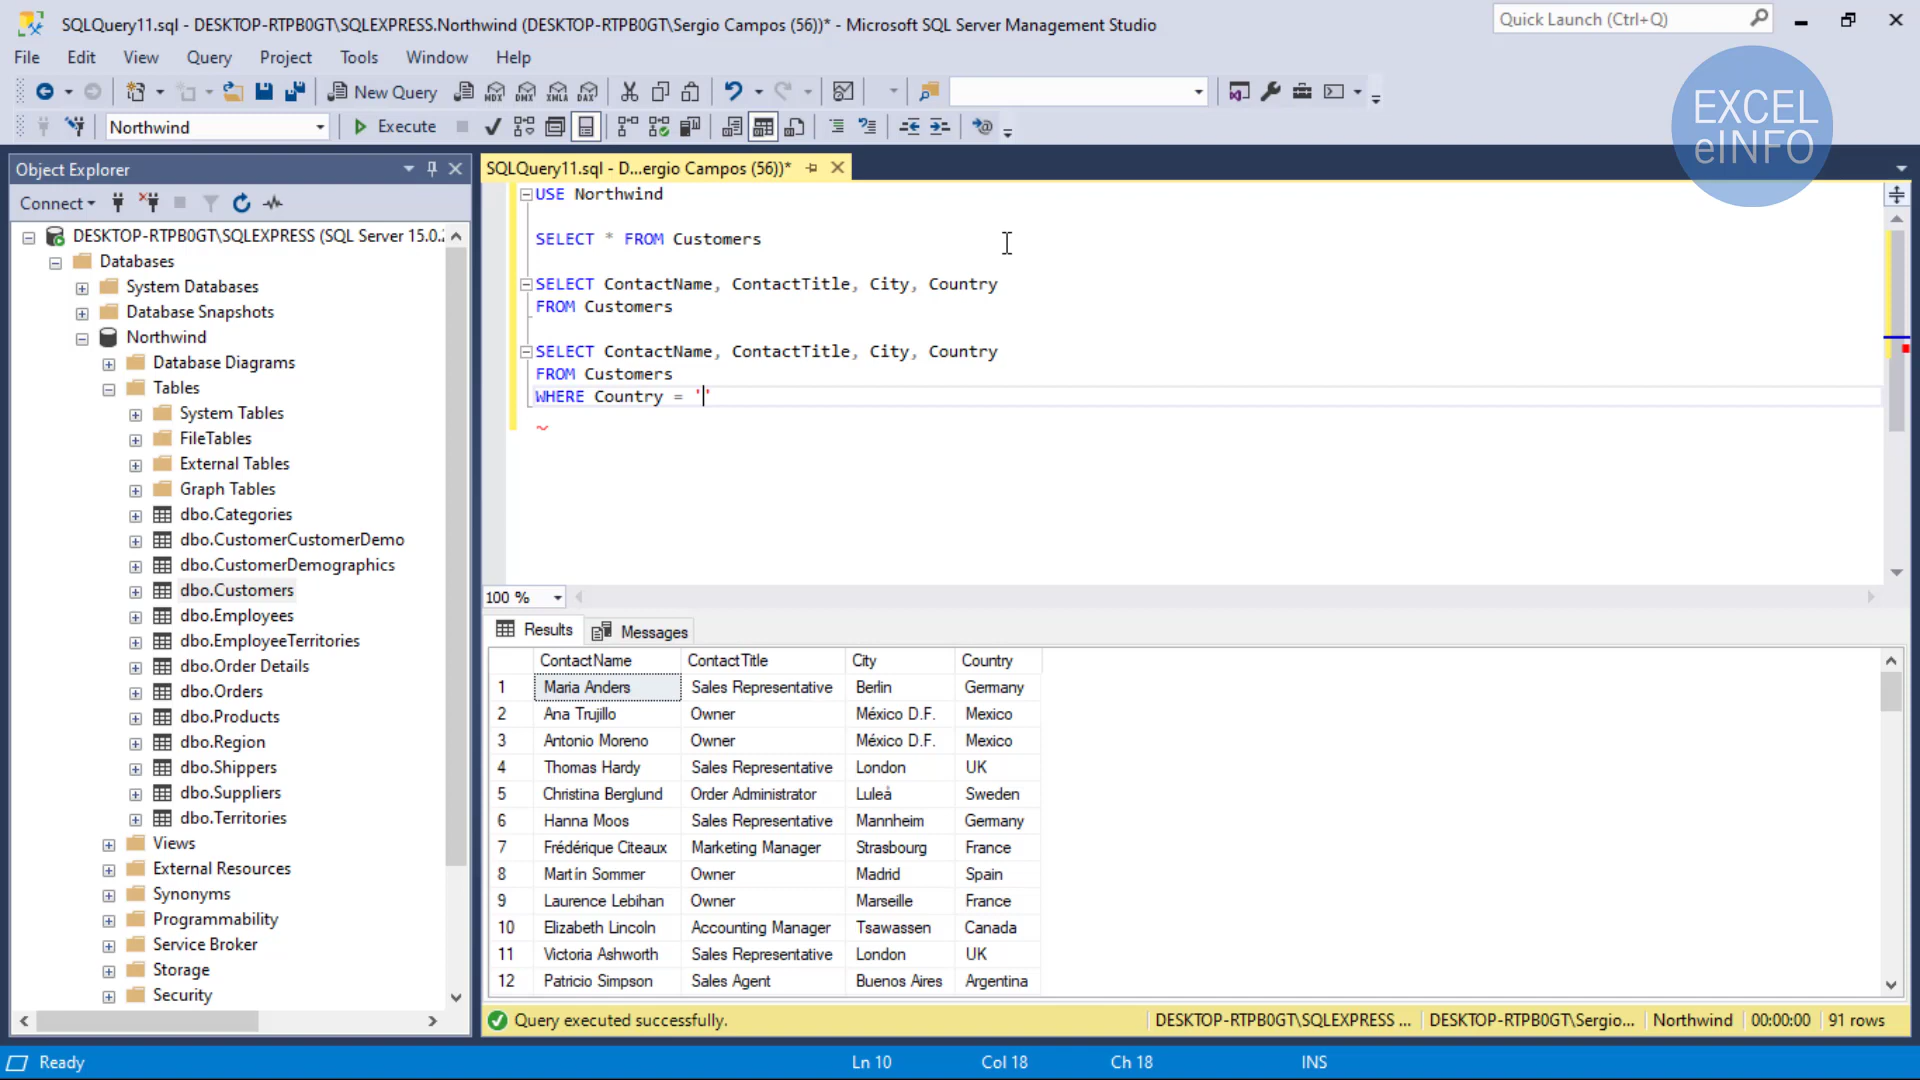 SQLQuery11.sql - DESKTOP-RTPB0GT\SQLEXPRESS.Northwind (DESKTOP-RTPB0GT\Sergio Campos (56))* - Microsoft SQL Server Management Studio
Quick Launch (Ctrl+Q)
File Edit View Query Project Tools Window Help
EXCEL
eINFO
New Query
MDX DMX XMLA DAX
Northwind
Execute
Object Explorer
SQLQuery11.sql - D...ergio Campos (56))*
Connect
DESKTOP-RTPB0GT\SQLEXPRESS (SQL Server 15.0.2
Databases
System Databases
Database Snapshots
Northwind
Database Diagrams
Tables
System Tables
FileTables
External Tables
Graph Tables
dbo.Categories
dbo.CustomerCustomerDemo
dbo.CustomerDemographics
dbo.Customers
dbo.Employees
dbo.EmployeeTerritories
dbo.Order Details
dbo.Orders
dbo.Products
dbo.Region
dbo.Shippers
dbo.Suppliers
dbo.Territories
Views
External Resources
Synonyms
Programmability
Service Broker
Storage
Security
USE Northwind
SELECT * FROM Customers
SELECT ContactName, ContactTitle, City, Country
FROM Customers
SELECT ContactName, ContactTitle, City, Country
FROM Customers
WHERE Country = ''
100 %
Results Messages
ContactName ContactTitle City Country
1 Maria Anders Sales Representative Berlin Germany
2 Ana Trujillo Owner México D.F. Mexico
3 Antonio Moreno Owner México D.F. Mexico
4 Thomas Hardy Sales Representative London UK
5 Christina Berglund Order Administrator Luleå Sweden
6 Hanna Moos Sales Representative Mannheim Germany
7 Frédérique Citeaux Marketing Manager Strasbourg France
8 Martín Sommer Owner Madrid Spain
9 Laurence Lebihan Owner Marseille France
10 Elizabeth Lincoln Accounting Manager Tsawassen Canada
11 Victoria Ashworth Sales Representative London UK
12 Patricio Simpson Sales Agent Buenos Aires Argentina
Query executed successfully.
DESKTOP-RTPB0GT\SQLEXPRESS ... DESKTOP-RTPB0GT\Sergio... Northwind 00:00:00 91 rows
Ready
Ln 10 Col 18 Ch 18 INS